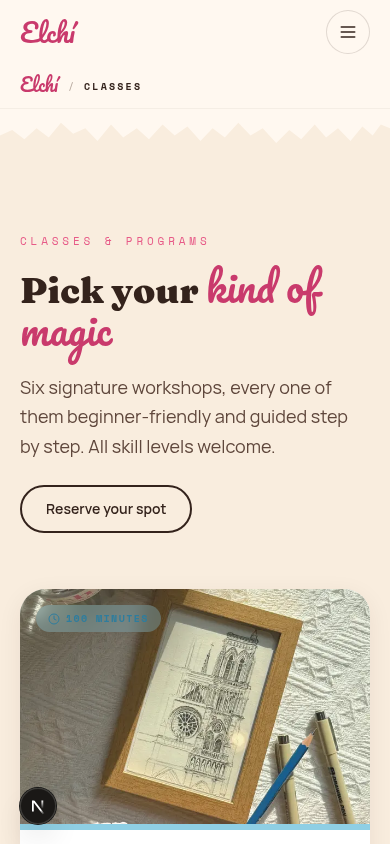 Elchí
Elchí / CLASSES
CLASSES & PROGRAMS
Pick your kind of
magic
Six signature workshops, every one of
them beginner-friendly and guided step
by step. All skill levels welcome.
Reserve your spot
100 MINUTES
N